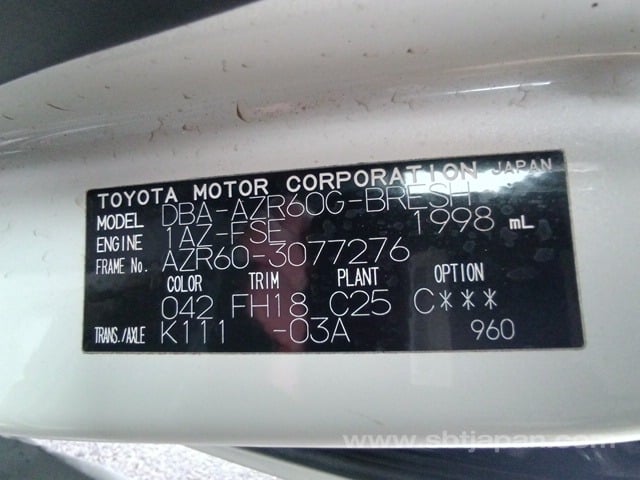 TOYOTA MOTOR CORPORATION JAPAN
MODEL DBA-AZR60G-BRESH
ENGINE 1AZ-FSE 1998 mL
FRAME No. AZR60-3077276
COLOR TRIM PLANT OPTION
042 FH18 C25 C***
TRANS./AXLE K111 -03A 960
www.sbtjapan.com